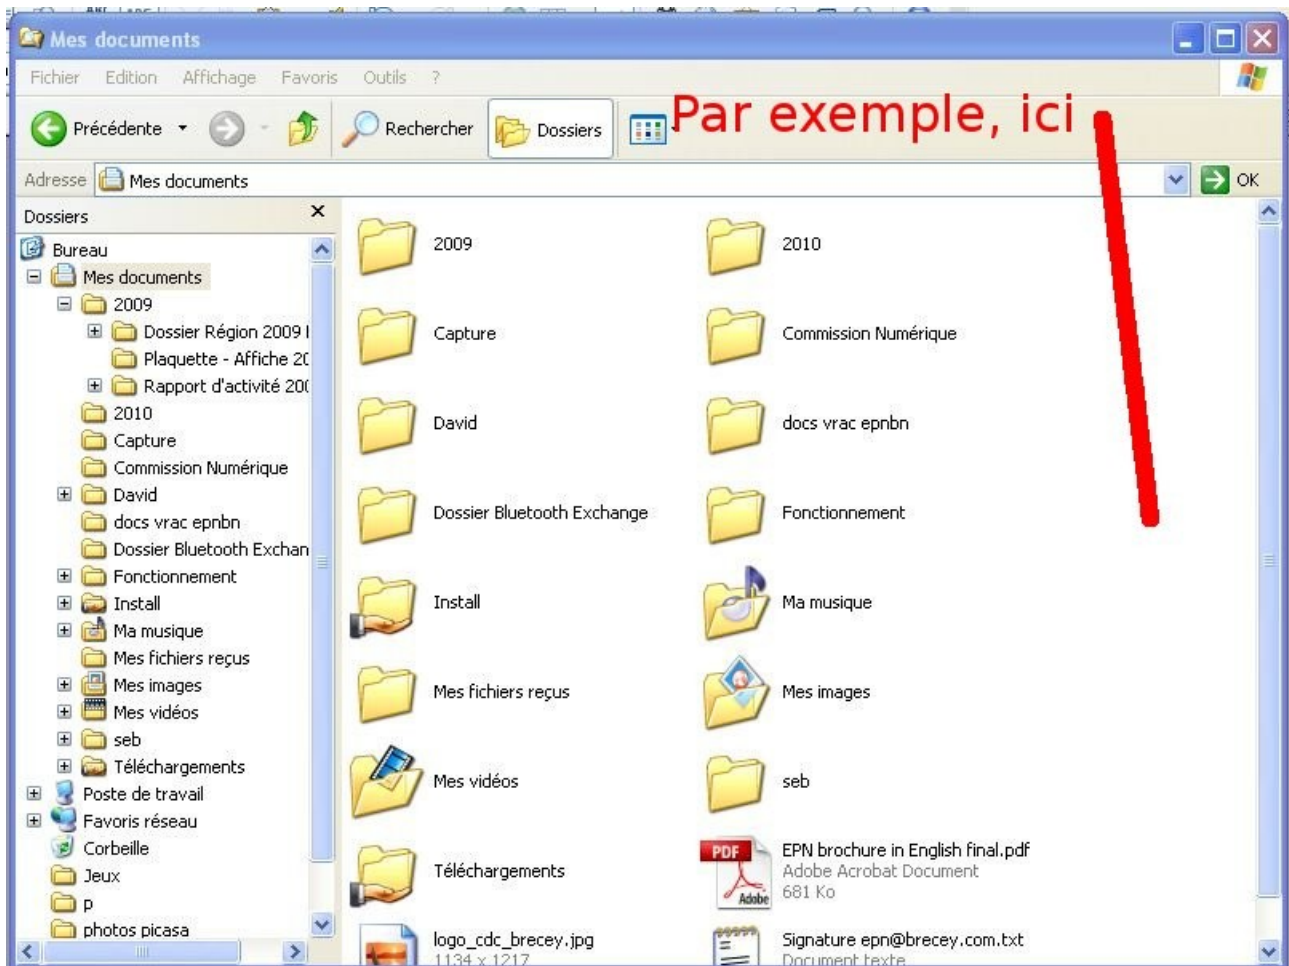 Mes documents
Fichier Edition Affichage Favoris Outils ?
Par exemple, ici
Précédente Rechercher Dossiers
Adresse Mes documents OK
Dossiers
Bureau
Mes documents
2009
Dossier Région 2009
Plaquette - Affiche
Rapport d'activité
2010
Capture
Commission Numérique
David
docs vrac epnbn
Dossier Bluetooth Exchan
Fonctionnement
Install
Ma musique
Mes fichiers reçus
Mes images
Mes vidéos
seb
Téléchargements
Poste de travail
Favoris réseau
Corbeille
Jeux
p
photos picasa
2009 2010
Capture Commission Numérique
David docs vrac epnbn
Dossier Bluetooth Exchange Fonctionnement
Install Ma musique
Mes fichiers reçus Mes images
Mes vidéos seb
PDF
Adobe
Téléchargements
EPN brochure in English final.pdf
Adobe Acrobat Document
681 Ko
logo_cdc_brecey.jpg
1134 x 1217
Signature epn@brecey.com.txt
Document texte